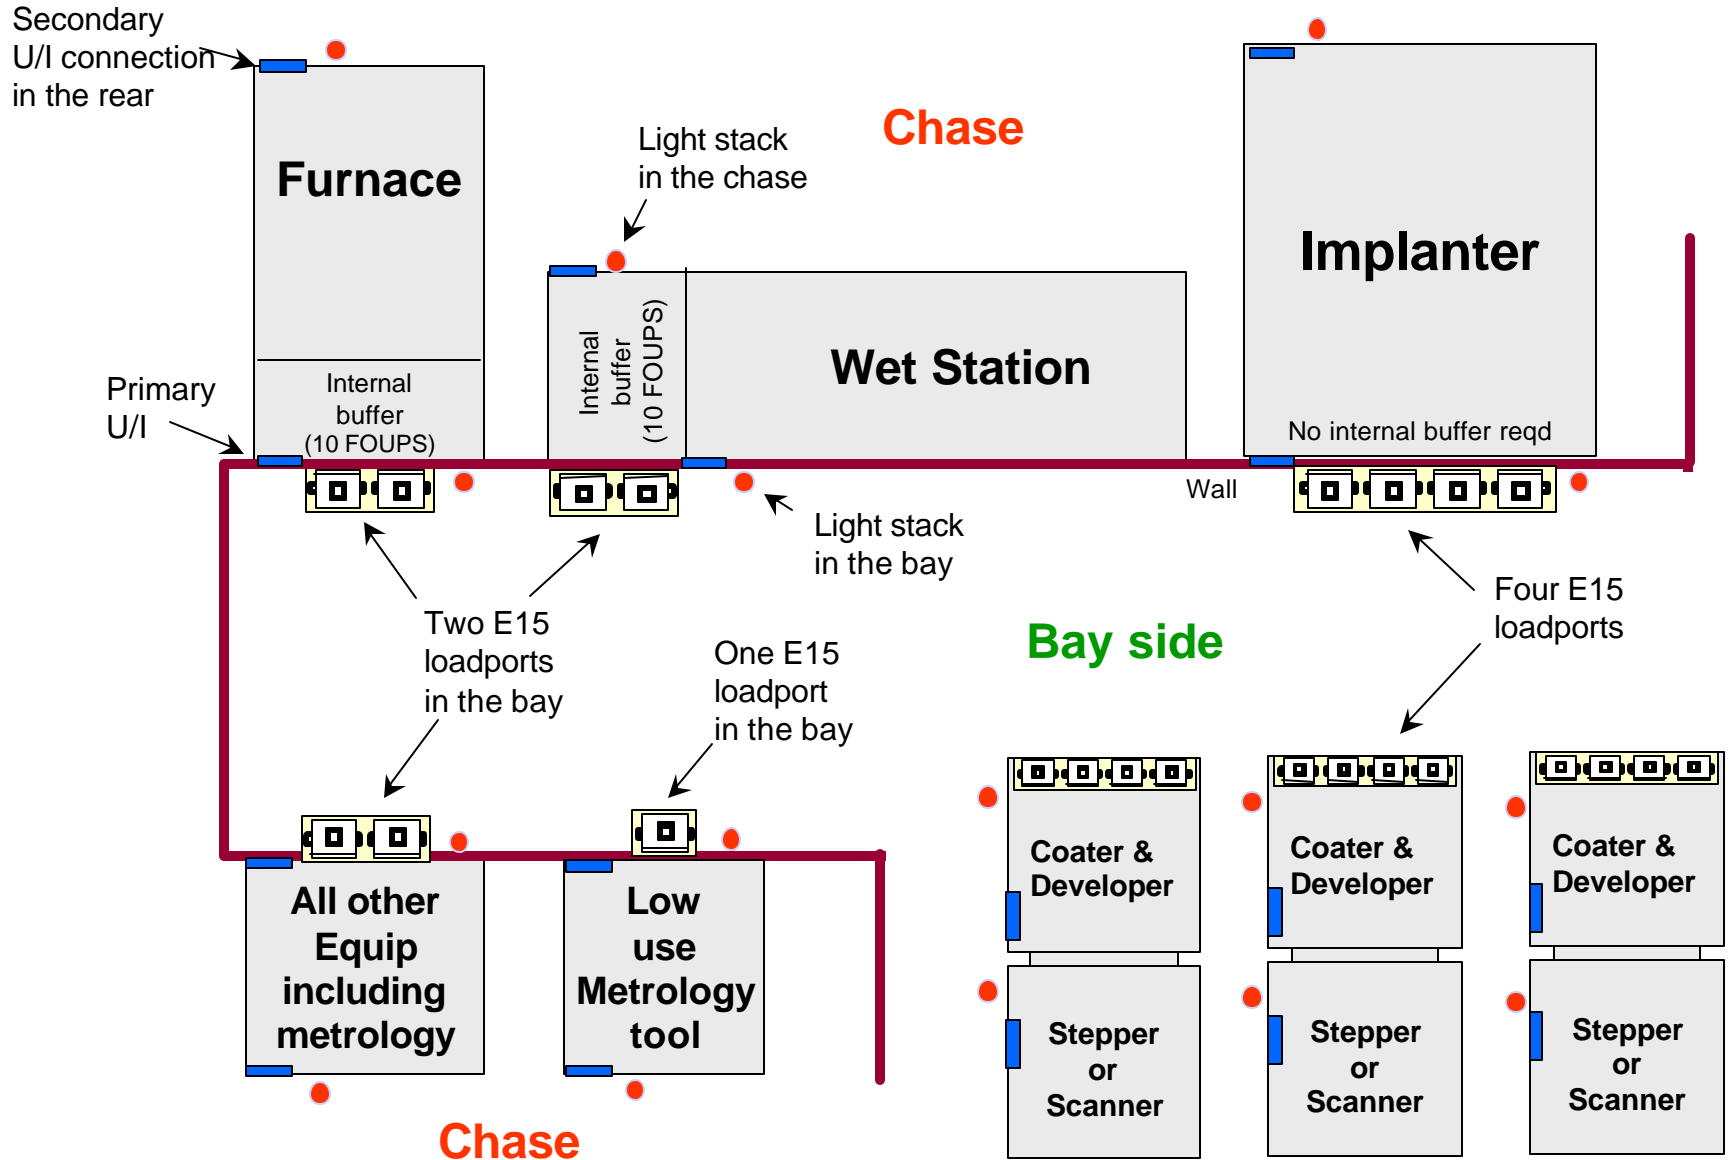 Secondary
U/I connection
in the rear
Furnace
Internal
buffer
(10 FOUPS)
Primary
U/I
Light stack
in the chase
Chase
Internal
buffer
(10 FOUPS)
Wet Station
Implanter
No internal buffer reqd
Wall
Light stack
in the bay
Two E15
loadports
in the bay
One E15
loadport
in the bay
Bay side
Four E15
loadports
All other
Equip
including
metrology
Low
use
Metrology
tool
Chase
Coater &
Developer
Stepper
or
Scanner
Coater &
Developer
Stepper
or
Scanner
Coater &
Developer
Stepper
or
Scanner